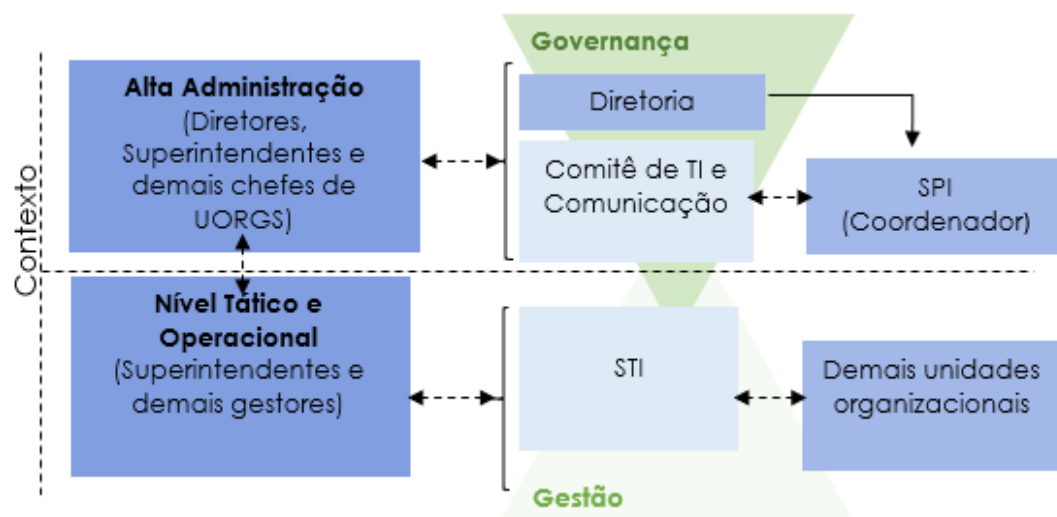 Contexto
Alta Administração
(Diretores,
Superintendentes e
demais chefes de
UORGS)
Governança
Diretoria
Comitê de TI e
Comunicação
SPI
(Coordenador)
Nível Tático e
Operacional
(Superintendentes e
demais gestores)
STI
Demais unidades
organizacionais
Gestão